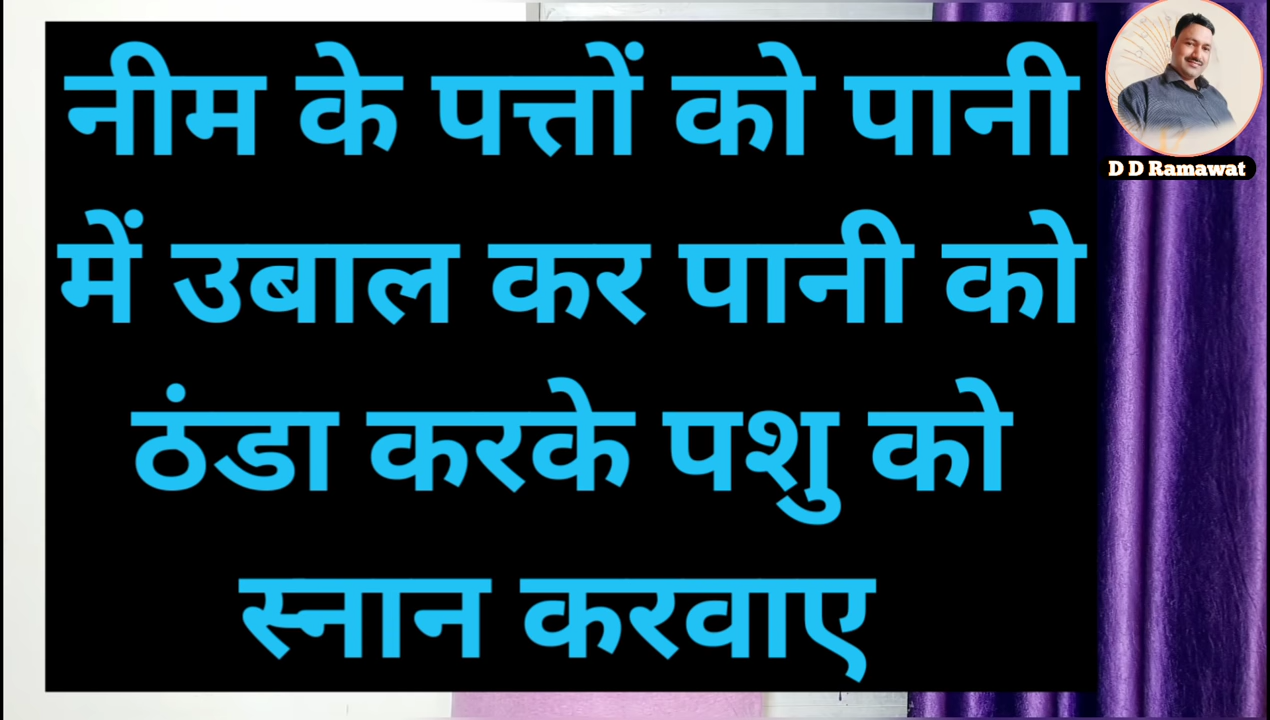 नीम के पत्तों को पानी
में उबाल कर पानी को
ठंडा करके पशु को
स्नान करवाए
D D Ramawat